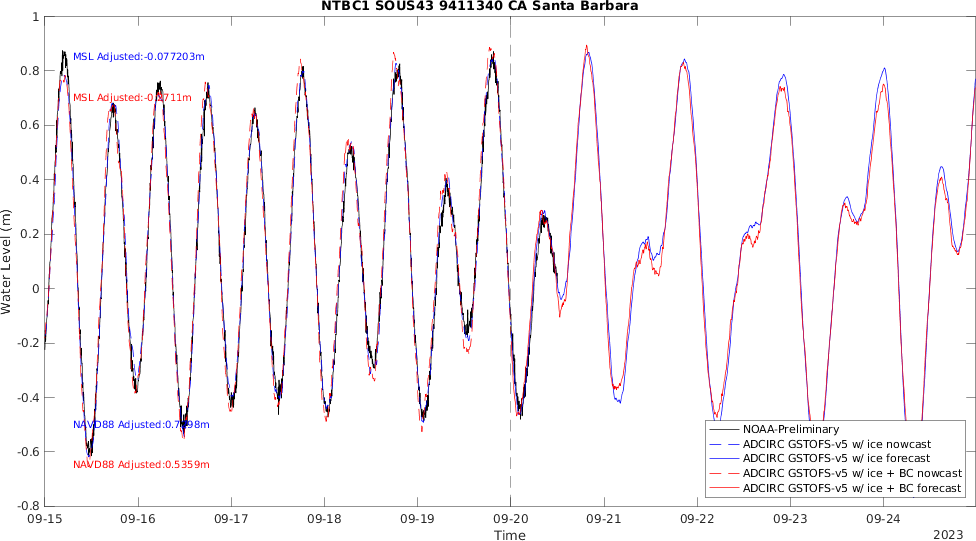 NTBC1 SOUS43 9411340 CA Santa Barbara
1
0.8
0.6
0.4
0.2
0
-0.2
-0.4
-0.6
-0.8
Water Level (m)
MSL Adjusted:-0.077203m
MSL Adjusted:
NAVD88
NAVD88 Adjusted:0.5359m
NOAA-Preliminary
ADCIRC GSTOFS-v5 w/ ice nowcast
ADCIRC GSTOFS-v5 w/ ice forecast
ADCIRC GSTOFS-v5 w/ ice + BC nowcast
ADCIRC GSTOFS-v5 w/ ice + BC forecast
09-15 09-16 09-17 09-18 09-19 09-20 09-21 09-22 09-23 09-24
Time
2023